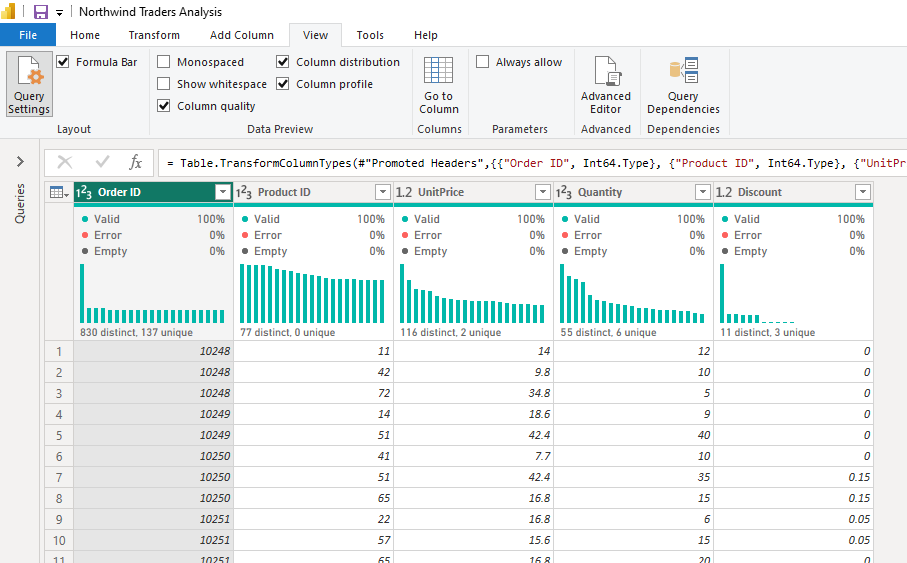 Northwind Traders Analysis
File Home Transform Add Column View Tools Help
Query Settings
Formula Bar
Layout
Monospaced
Show whitespace
Column quality
Column distribution
Column profile
Data Preview
Go to Column
Columns
Always allow
Parameters
Advanced Editor
Advanced
Query Dependencies
Dependencies
Queries
fx
= Table.TransformColumnTypes(#"Promoted Headers",{{"Order ID", Int64.Type}, {"Product ID", Int64.Type}, {"UnitPr
123 Order ID 123 Product ID 1.2 UnitPrice 123 Quantity 1.2 Discount
Valid 100% Valid 100% Valid 100% Valid 100% Valid 100%
Error 0% Error 0% Error 0% Error 0% Error 0%
Empty 0% Empty 0% Empty 0% Empty 0% Empty 0%
830 distinct, 137 unique 77 distinct, 0 unique 116 distinct, 2 unique 55 distinct, 6 unique 11 distinct, 3 unique
1 10248 11 14 12 0
2 10248 42 9.8 10 0
3 10248 72 34.8 5 0
4 10249 14 18.6 9 0
5 10249 51 42.4 40 0
6 10250 41 7.7 10 0
7 10250 51 42.4 35 0.15
8 10250 65 16.8 15 0.15
9 10251 22 16.8 6 0.05
10 10251 57 15.6 15 0.05
11 10251 65 16.8 20 0